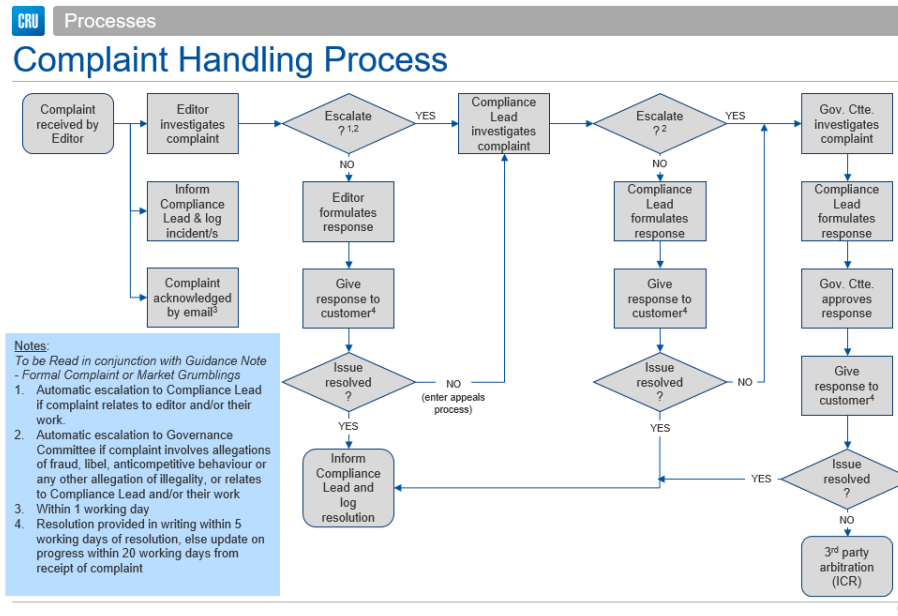 CRU
Processes
Complaint Handling Process
Complaint
received by
Editor
Editor
investigates
complaint
Escalate
? 1,2
YES
Compliance
Lead
investigates
complaint
Escalate
? 2
YES
Gov. Ctte.
investigates
complaint
NO
NO
Inform
Compliance
Lead & log
incident/s
Editor
formulates
response
Compliance
Lead
formulates
response
Compliance
Lead
formulates
response
Complaint
acknowledged
by email3
Give
response to
customer4
Give
response to
customer4
Gov. Ctte.
approves
response
Issue
resolved
?
NO
(enter appeals
process)
Issue
resolved
?
NO
Give
response to
customer4
YES
YES
Inform
Compliance
Lead and
log
resolution
YES
Issue
resolved
?
NO
3rd party
arbitration
(ICR)
Notes:
To be Read in conjunction with Guidance Note
- Formal Complaint or Market Grumblings
1. Automatic escalation to Compliance Lead
if complaint relates to editor and/or their
work.
2. Automatic escalation to Governance
Committee if complaint involves allegations
of fraud, libel, anticompetitive behaviour or
any other allegation of illegality, or relates
to Compliance Lead and/or their work
3. Within 1 working day
4. Resolution provided in writing within 5
working days of resolution, else update on
progress within 20 working days from
receipt of complaint